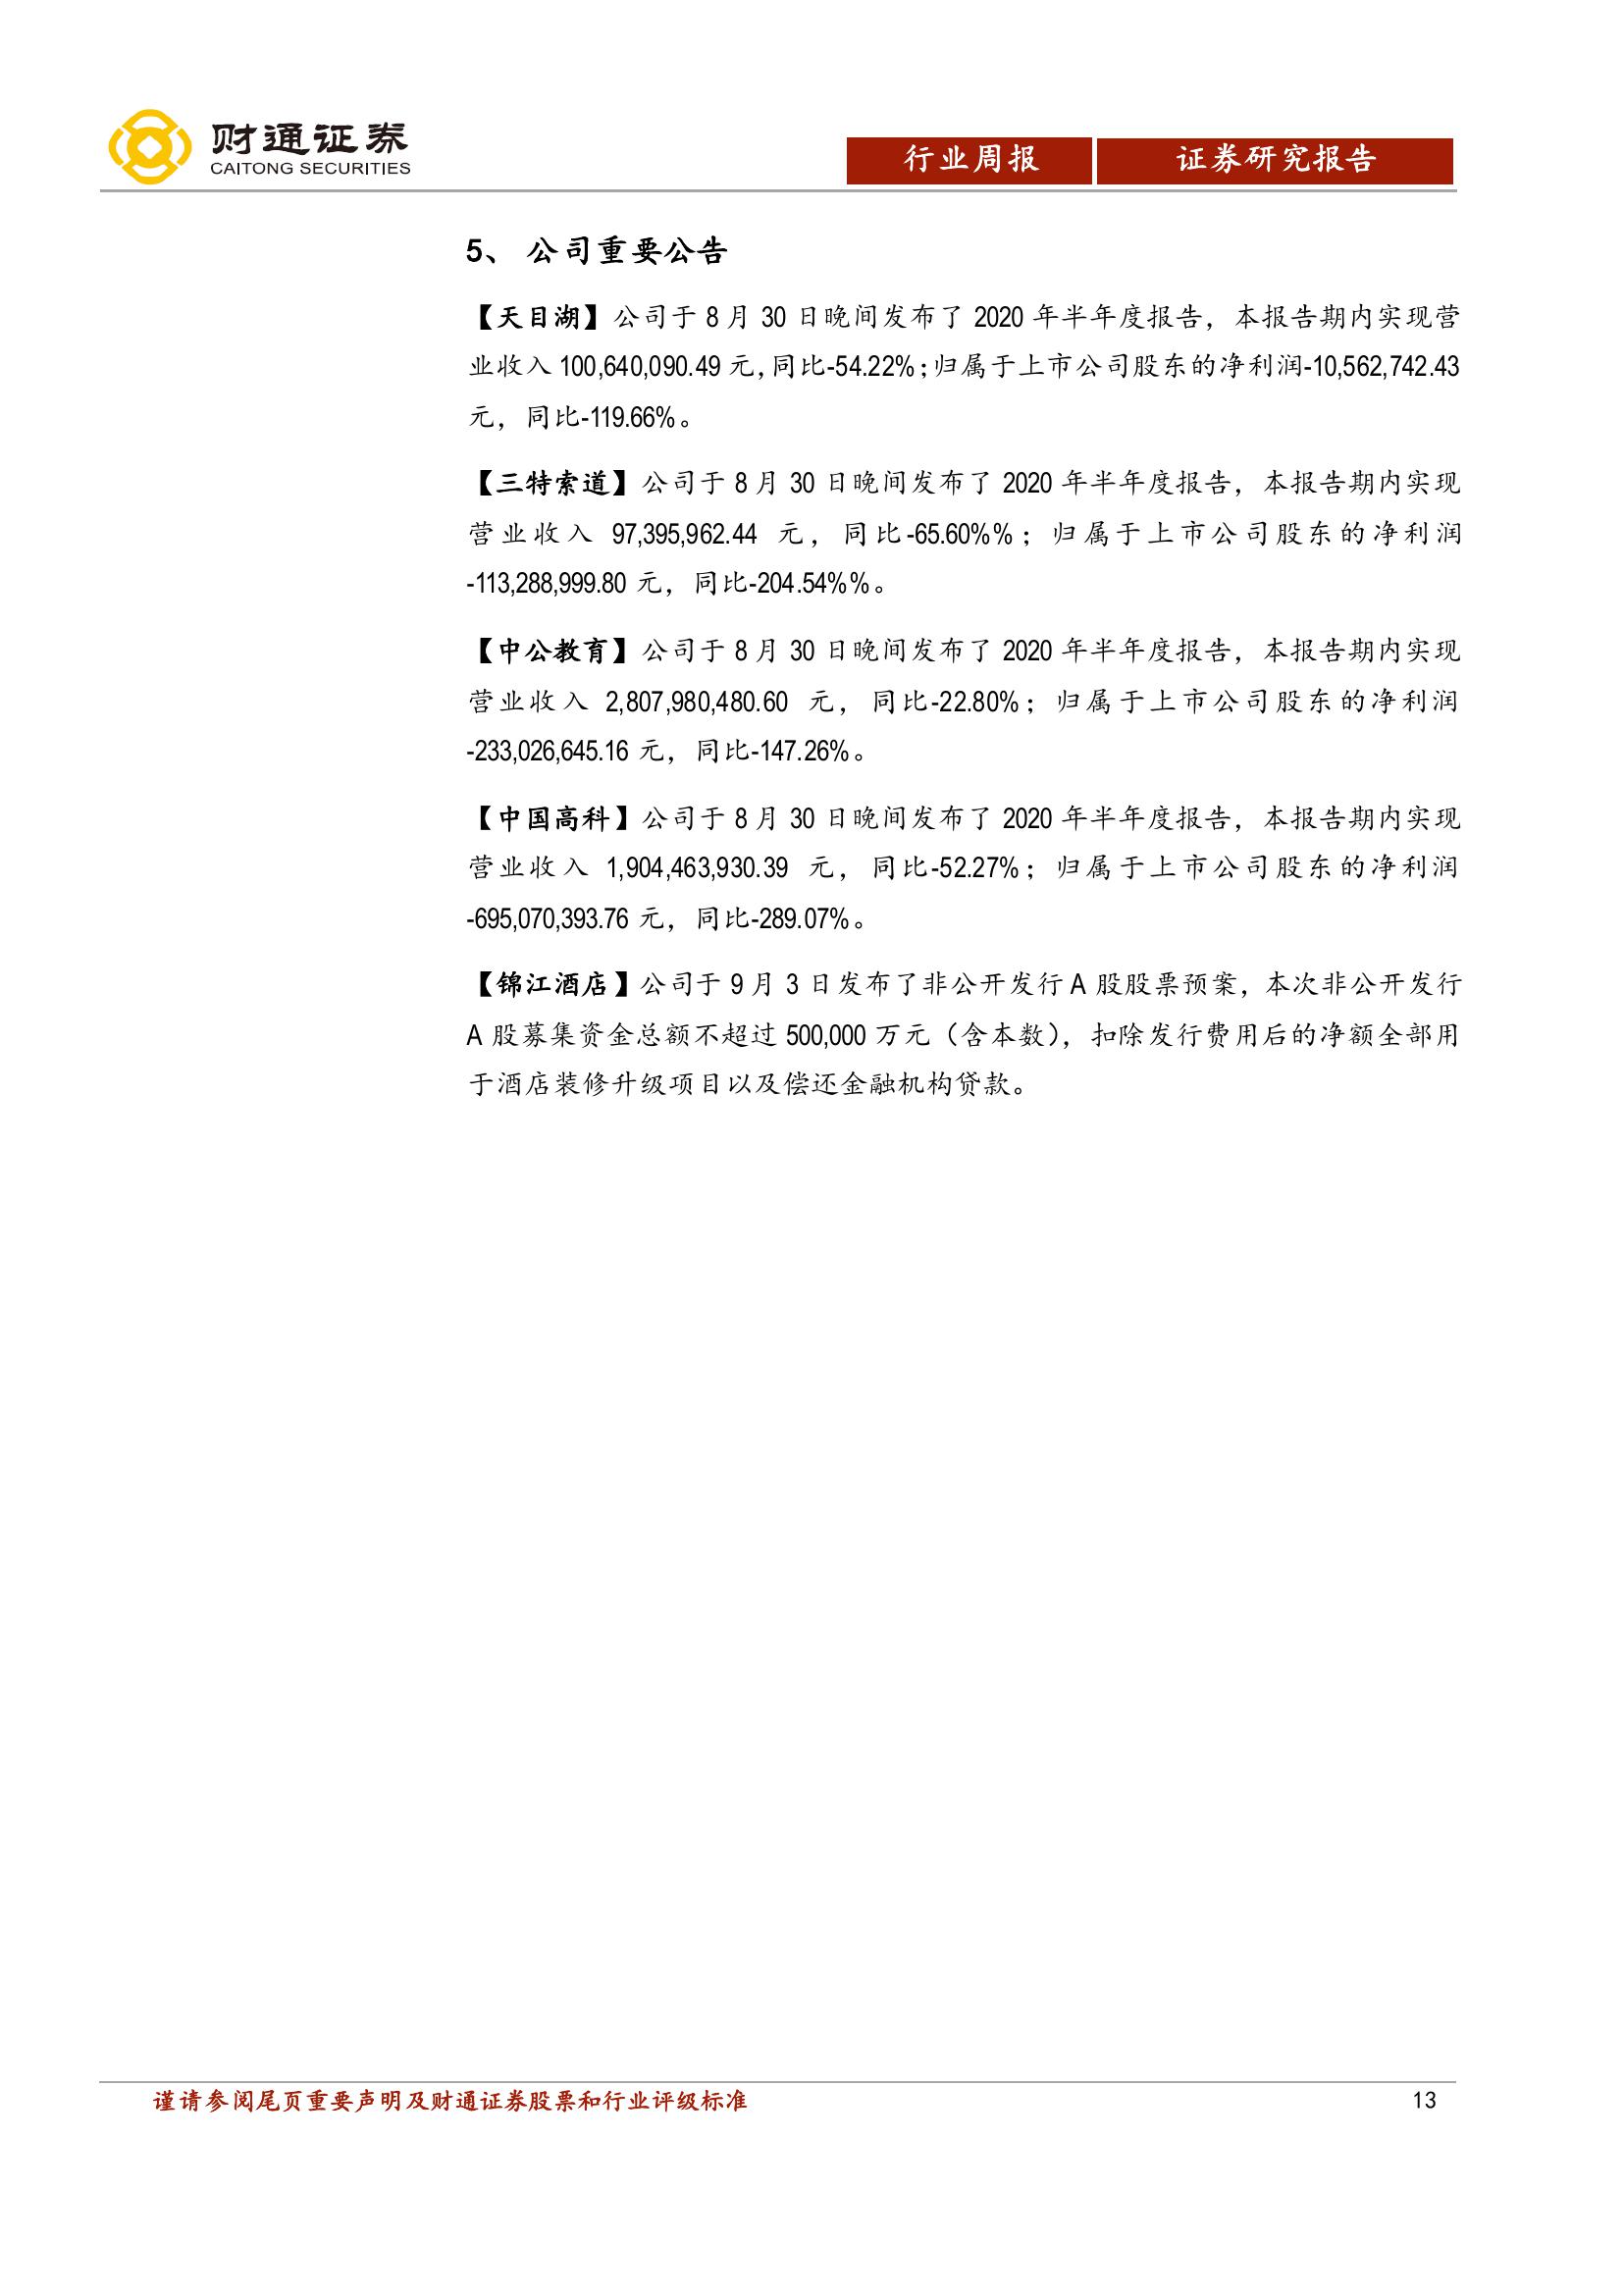 财通证券
CAITONG SECURITIES
行业周报
证券研究报告
5、 公司重要公告
【天目湖】公司于 8 月 30 日晚间发布了 2020 年半年度报告，本报告期内实现营
业收入 100,640,090.49 元，同比-54.22%；归属于上市公司股东的净利润-10,562,742.43
元，同比-119.66%。
【三特索道】公司于 8 月 30 日晚间发布了 2020 年半年度报告，本报告期内实现
营业收入 97,395,962.44 元，同比-65.60%%；归属于上市公司股东的净利润
-113,288,999.80 元，同比-204.54%%。
【中公教育】公司于 8 月 30 日晚间发布了 2020 年半年度报告，本报告期内实现
营业收入 2,807,980,480.60 元，同比-22.80%；归属于上市公司股东的净利润
-233,026,645.16 元，同比-147.26%。
【中国高科】公司于 8 月 30 日晚间发布了 2020 年半年度报告，本报告期内实现
营业收入 1,904,463,930.39 元，同比-52.27%；归属于上市公司股东的净利润
-695,070,393.76 元，同比-289.07%。
【锦江酒店】公司于 9 月 3 日发布了非公开发行 A 股股票预案，本次非公开发行
A 股募集资金总额不超过 500,000 万元（含本数），扣除发行费用后的净额全部用
于酒店装修升级项目以及偿还金融机构贷款。
谨请参阅尾页重要声明及财通证券股票和行业评级标准
13